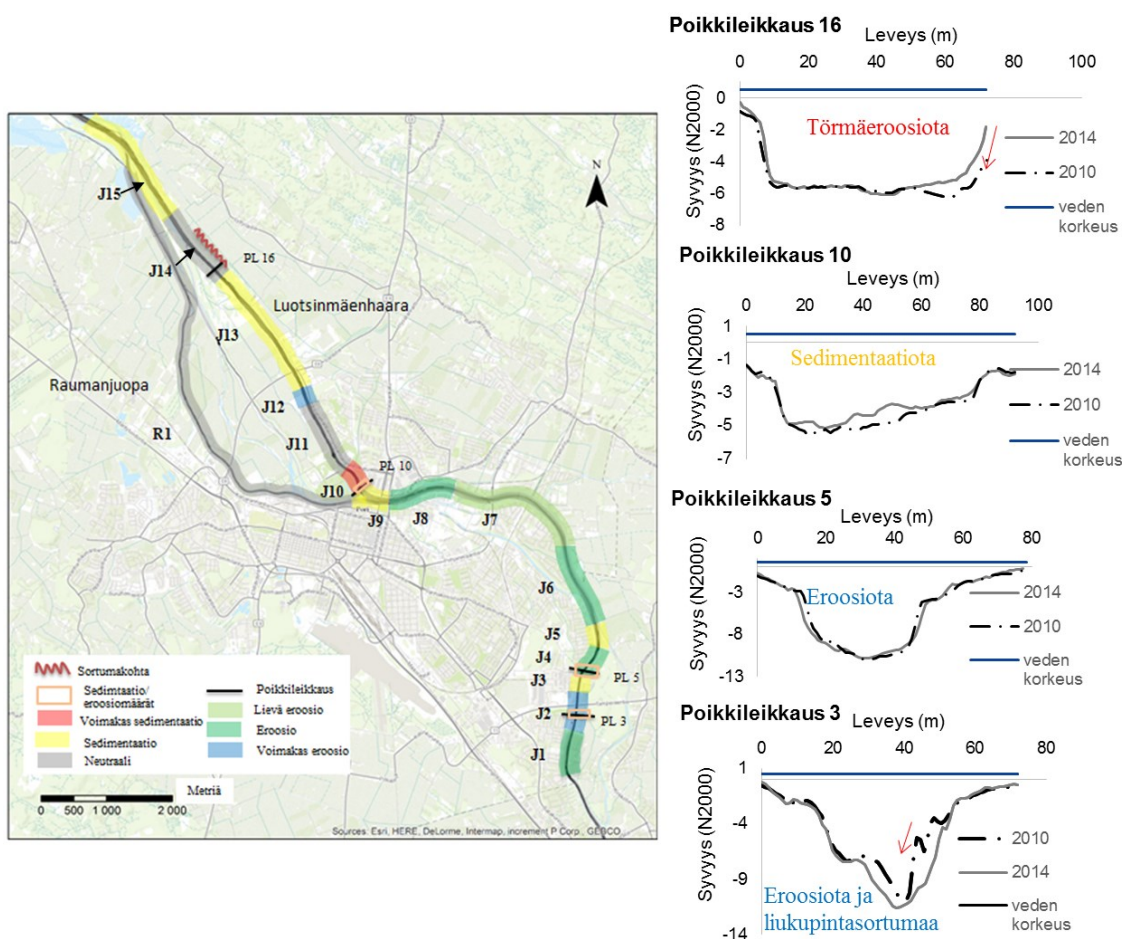 N
J15
J14
PL 16
Luotsinmäenhaara
J13
Raumanjuopa
J12
R1
J11
PL 10
J10
J9
J8
J7
J6
J5
J4
J3
PL 5
J2
PL 3
J1
Sortumakohta
Sedimtaatio/
eroosiomäärät
Voimakas sedimentaatio
Sedimentaatio
Neutraali
Poikkileikkaus
Lievä eroosio
Eroosio
Voimakas eroosio
Metriä
0 500 1 000 2 000
Sources: Esri, HERE, DeLorme, Intermap, increment P Corp., GEBCO
Poikkileikkaus 16
Leveys (m)
0 20 40 60 80 100
Syvyys (N2000)
0
-2
-4
-6
-8
Törmäeroosiota
2014
2010
veden
korkeus
Poikkileikkaus 10
Leveys (m)
0 20 40 60 80 100
Syvyys (N2000)
1
-1
-3
-5
-7
Sedimentaatiota
2014
2010
veden
korkeus
Poikkileikkaus 5
Leveys (m)
0 20 40 60 80
Syvyys (N2000)
-3
-8
-13
Eroosiota
2014
2010
veden
korkeus
Poikkileikkaus 3
Leveys (m)
0 20 40 60 80
Syvyys (N2000)
1
-4
-9
-14
Eroosiota ja
liukupintasortumaa
2010
2014
veden
korkeus